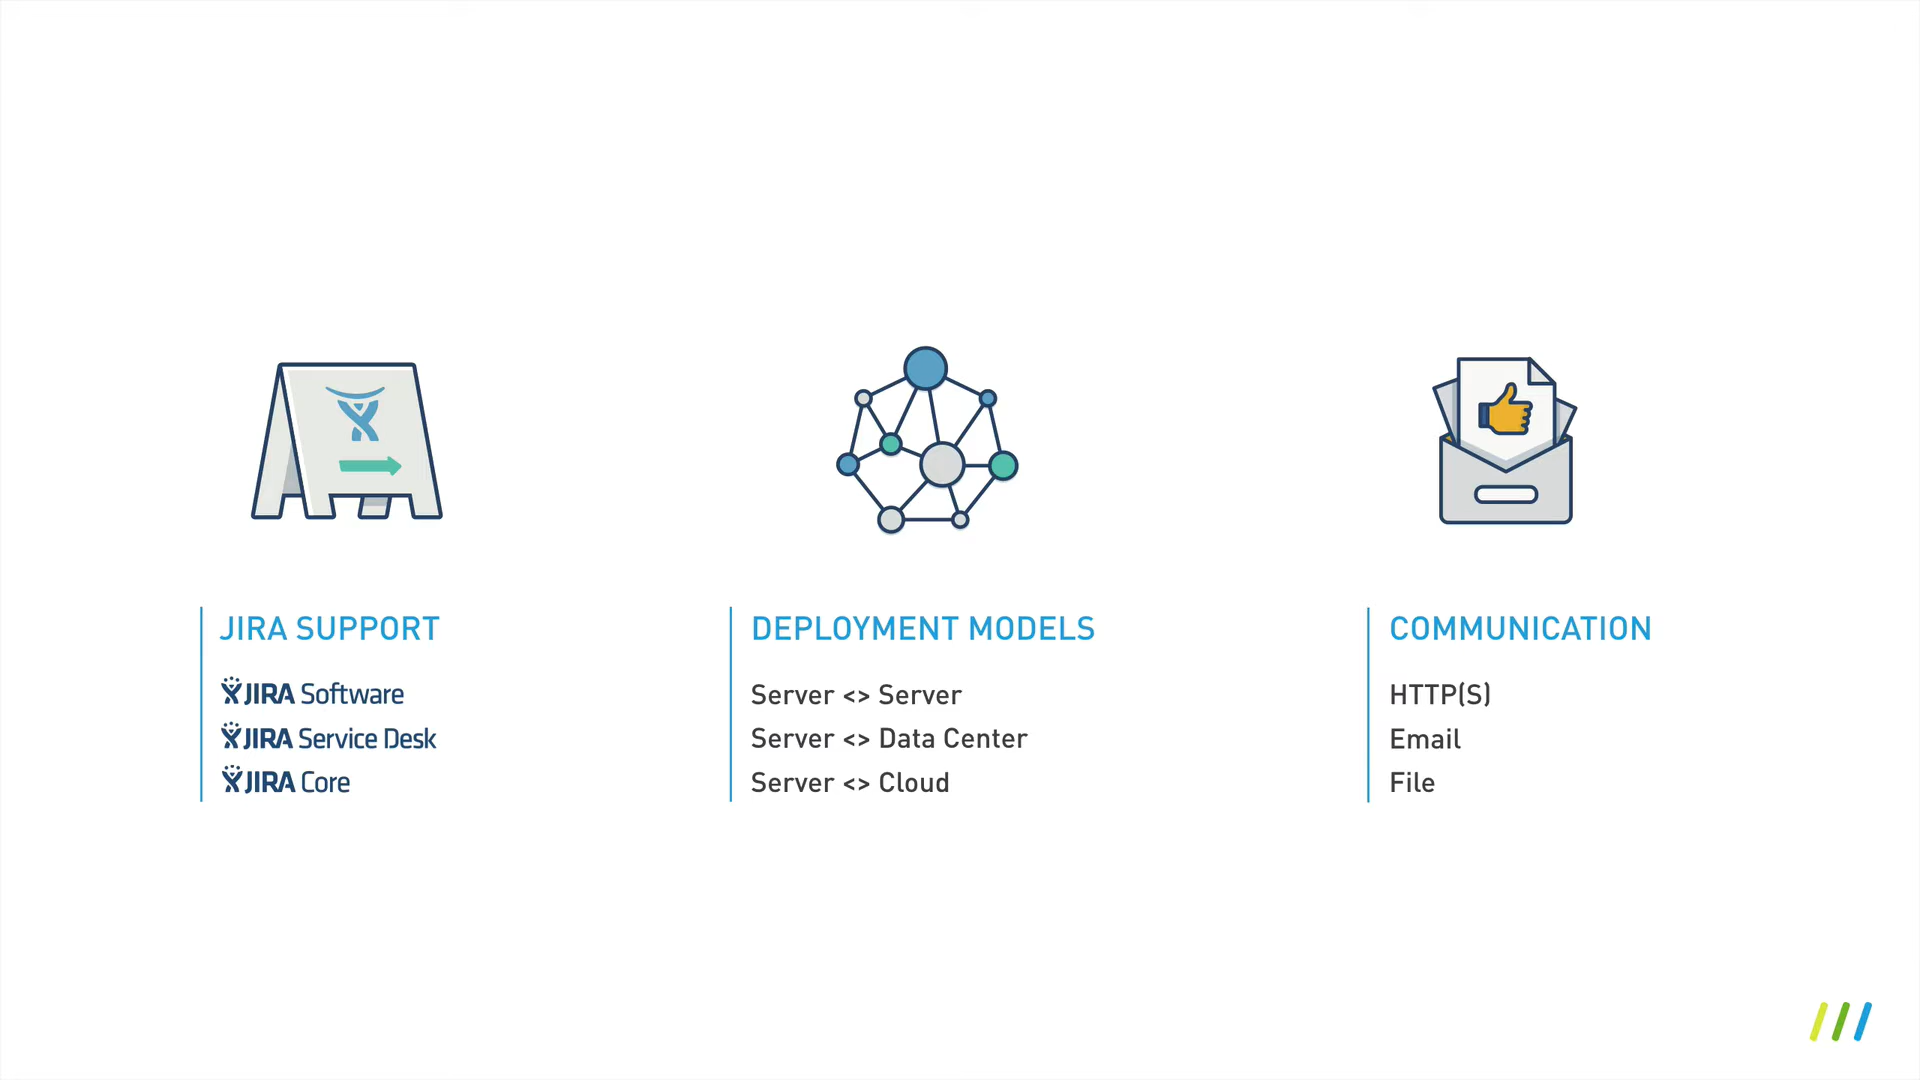 JIRA SUPPORT
JIRA Software
JIRA Service Desk
JIRA Core
DEPLOYMENT MODELS
Server <> Server
Server <> Data Center
Server <> Cloud
COMMUNICATION
HTTP(S)
Email
File